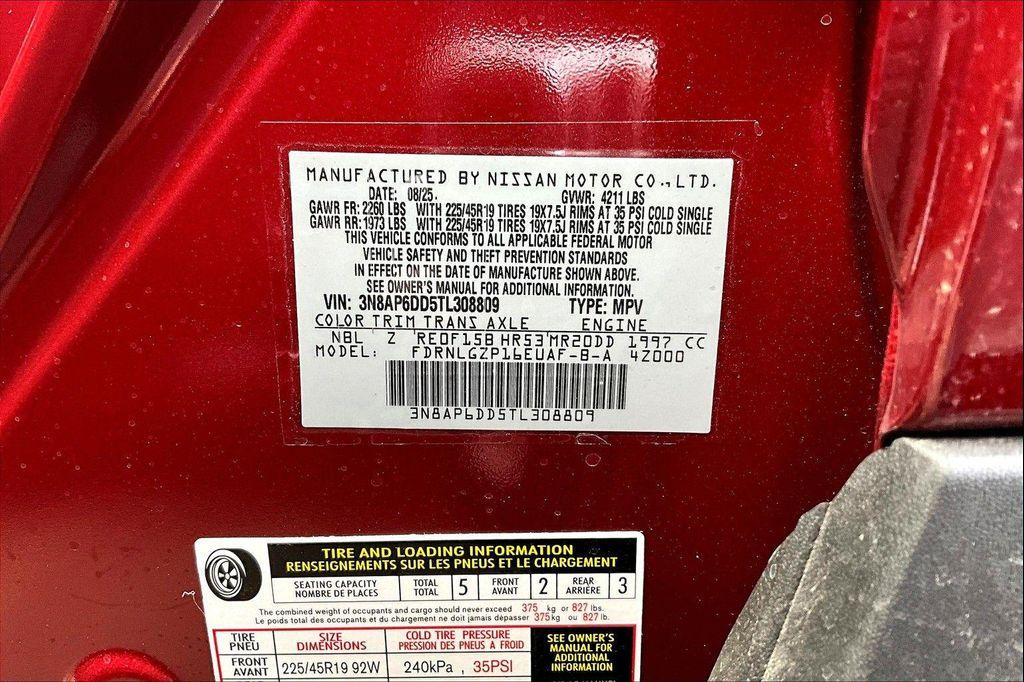 MANUFACTURED BY NISSAN MOTOR CO., LTD.
DATE: 08/25. GVWR: 4211 LBS
GAWR FR: 2260 LBS WITH 225/45R19 TIRES 19X7.5J RIMS AT 35 PSI COLD SINGLE
GAWR RR: 1973 LBS WITH 225/45R19 TIRES 19X7.5J RIMS AT 35 PSI COLD SINGLE
THIS VEHICLE CONFORMS TO ALL APPLICABLE FEDERAL MOTOR
VEHICLE SAFETY AND THEFT PREVENTION STANDARDS
IN EFFECT ON THE DATE OF MANUFACTURE SHOWN ABOVE.
SEE OWNER'S MANUAL FOR ADDITIONAL INFORMATION.
VIN: 3N8AP6DD5TL308809 TYPE: MPV
COLOR TRIM TRANS AXLE ENGINE
NBL Z RE0F15B HR53 MR20DD 1997 CC
MODEL: FDRNLGZP16EUAF-B-A 4Z000
3N8AP6DD5TL308809
TIRE AND LOADING INFORMATION
RENSEIGNEMENTS SUR LES PNEUS ET LE CHARGEMENT
SEATING CAPACITY TOTAL 5 FRONT 2 REAR 3
NOMBRE DE PLACES TOTAL AVANT ARRIÈRE
The combined weight of occupants and cargo should never exceed 375 kg or 827 lbs.
Le poids total des occupants et du chargement ne doit jamais dépasser 375 kg ou 827 lb.
TIRE SIZE COLD TIRE PRESSURE SEE OWNER'S
PNEU DIMENSIONS PRESSION DES PNEUS A FROID MANUAL FOR
FRONT 225/45R19 92W 240kPa, 35PSI ADDITIONAL
AVANT INFORMATION